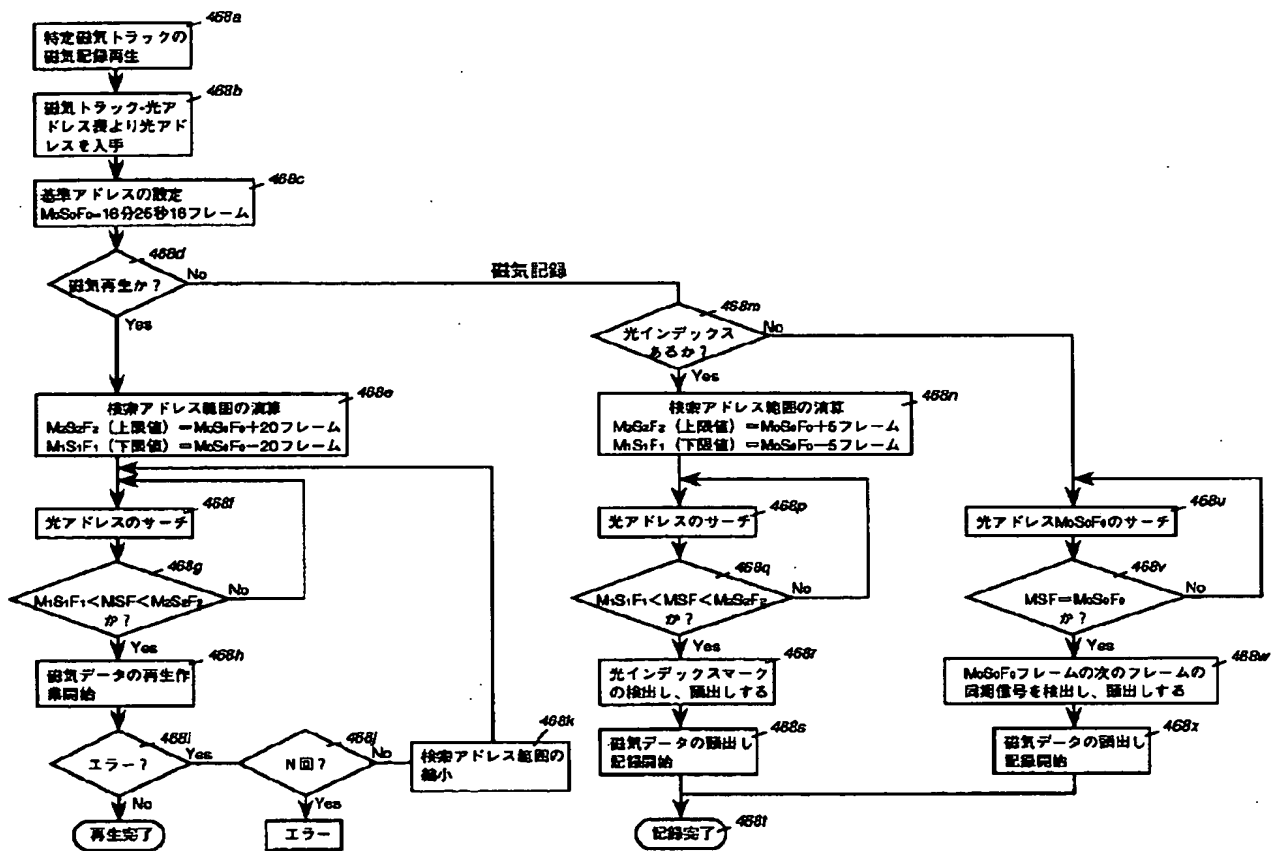 468a
特定磁気トラックの
磁気記録再生
468b
磁気トラック-光ア
ドレス表より光アド
レスを入手
468c
基準アドレスの設定
M0S0F0=16分25秒16フレーム
468d
磁気再生か?
No
磁気記録
Yes
468m
光インデックス
あるか?
No
Yes
468e
検索アドレス範囲の演算
M2S2F2(上限値)=M0S0F0+20フレーム
M1S1F1(下限値)=M0S0F0-20フレーム
468n
検索アドレス範囲の演算
M2S2F2(上限値)=M0S0F0+5フレーム
M1S1F1(下限値)=M0S0F0-5フレーム
468f
光アドレスのサーチ
468p
光アドレスのサーチ
468u
光アドレスM0S0F0のサーチ
468g
M1S1F1<MSF<M2S2F2
か?
No
Yes
468q
M1S1F1<MSF<M2S2F2
か?
No
Yes
468v
MSF=M0S0F0
か?
No
Yes
468h
磁気データの再生作
業開始
468r
光インデックスマーク
の検出し、頭出しする
468w
M0S0F0フレームの次のフレームの
同期信号を検出し、頭出しする
468i
エラー?
Yes
No
468j
N回?
No
Yes
468k
検索アドレス範囲の
縮小
468s
磁気データの頭出し
記録開始
468x
磁気データの頭出し
記録開始
再生完了
エラー
記録完了
468t